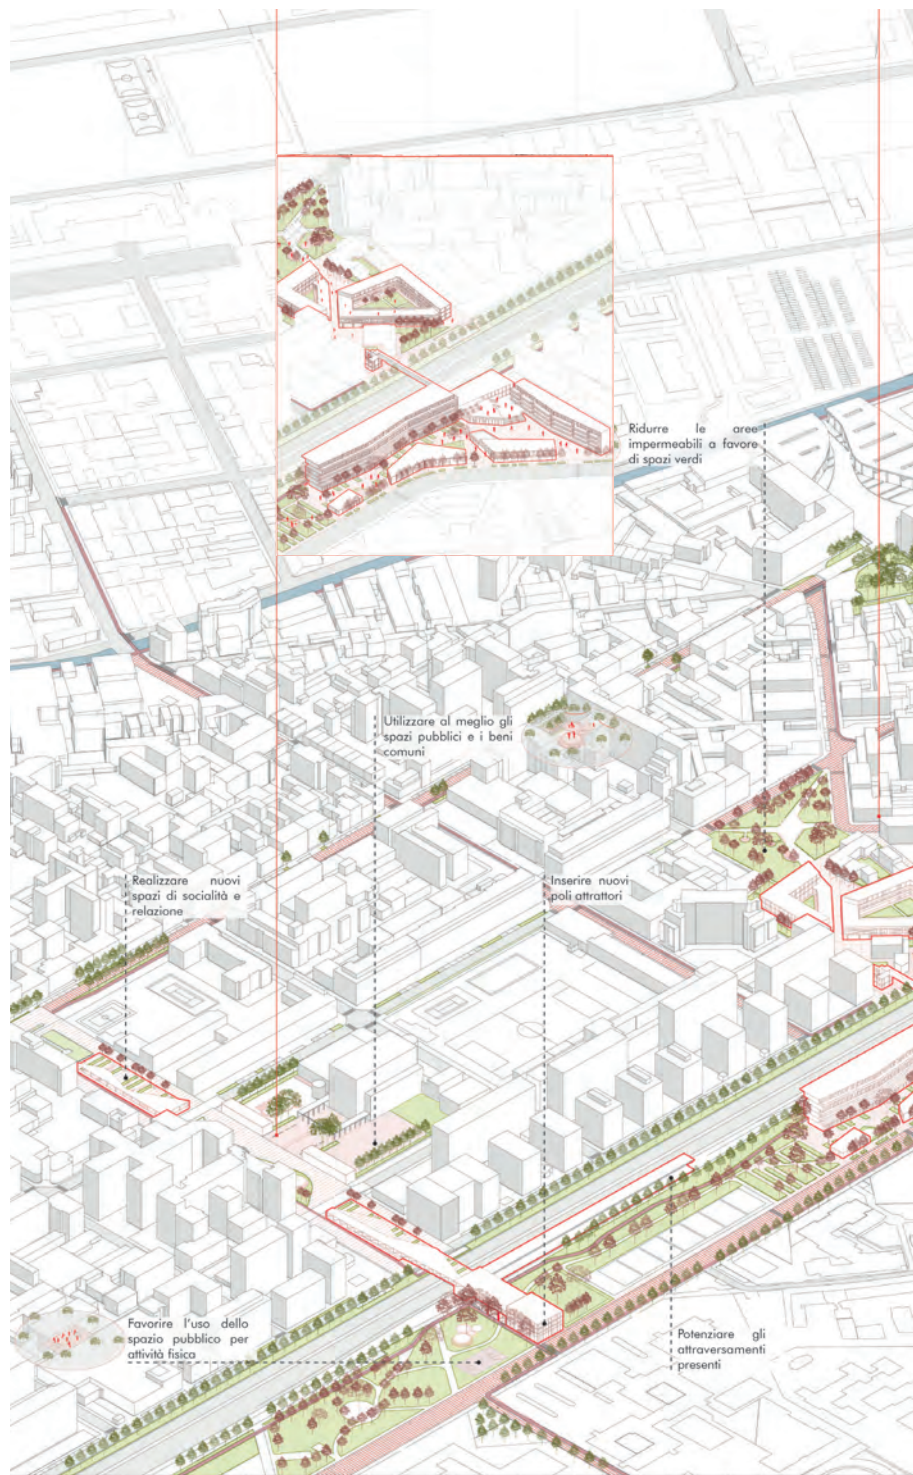 Ridurre le aree
impermeabili a favore
di spazi verdi
Utilizzare al meglio gli
spazi pubblici e i beni
comuni
Realizzare nuovi
spazi di socialità e
relazione
Inserire nuovi
poli attrattori
Favorire l'uso dello
spazio pubblico per
attività fisica
Potenziare gli
attraversamenti
presenti